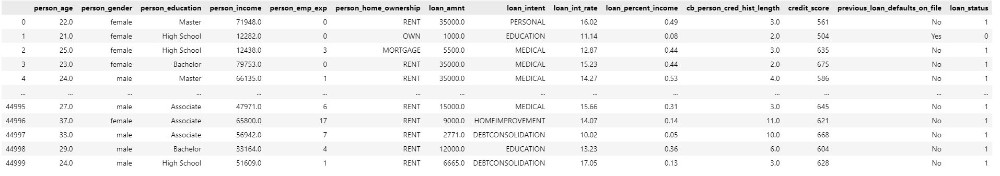 person_age person_gender person_education person_income person_emp_exp person_home_ownership loan_amnt loan_intent loan_int_rate loan_percent_income cb_person_cred_hist_length credit_score previous_loan_defaults_on_file loan_status
0 22.0 female Master 71948.0 0 RENT 35000.0 PERSONAL 16.02 0.49 3.0 561 No 1
1 21.0 female High School 12282.0 0 OWN 1000.0 EDUCATION 11.14 0.08 2.0 504 Yes 0
2 25.0 female High School 12438.0 3 MORTGAGE 5500.0 MEDICAL 12.87 0.44 3.0 635 No 1
3 23.0 female Bachelor 79753.0 0 RENT 35000.0 MEDICAL 15.23 0.44 2.0 675 No 1
4 24.0 male Master 66135.0 1 RENT 35000.0 MEDICAL 14.27 0.53 4.0 586 No 1
... ... ... ... ... ... ... ... ... ... ... ... ... ... ...
44995 27.0 male Associate 47971.0 6 RENT 15000.0 MEDICAL 15.66 0.31 3.0 645 No 1
44996 37.0 female Associate 65800.0 17 RENT 9000.0 HOMEIMPROVEMENT 14.07 0.14 11.0 621 No 1
44997 33.0 male Associate 56942.0 7 RENT 2771.0 DEBTCONSOLIDATION 10.02 0.05 10.0 668 No 1
44998 29.0 male Bachelor 33164.0 4 RENT 12000.0 EDUCATION 13.23 0.36 6.0 604 No 1
44999 24.0 male High School 51609.0 1 RENT 6665.0 DEBTCONSOLIDATION 17.05 0.13 3.0 628 No 1